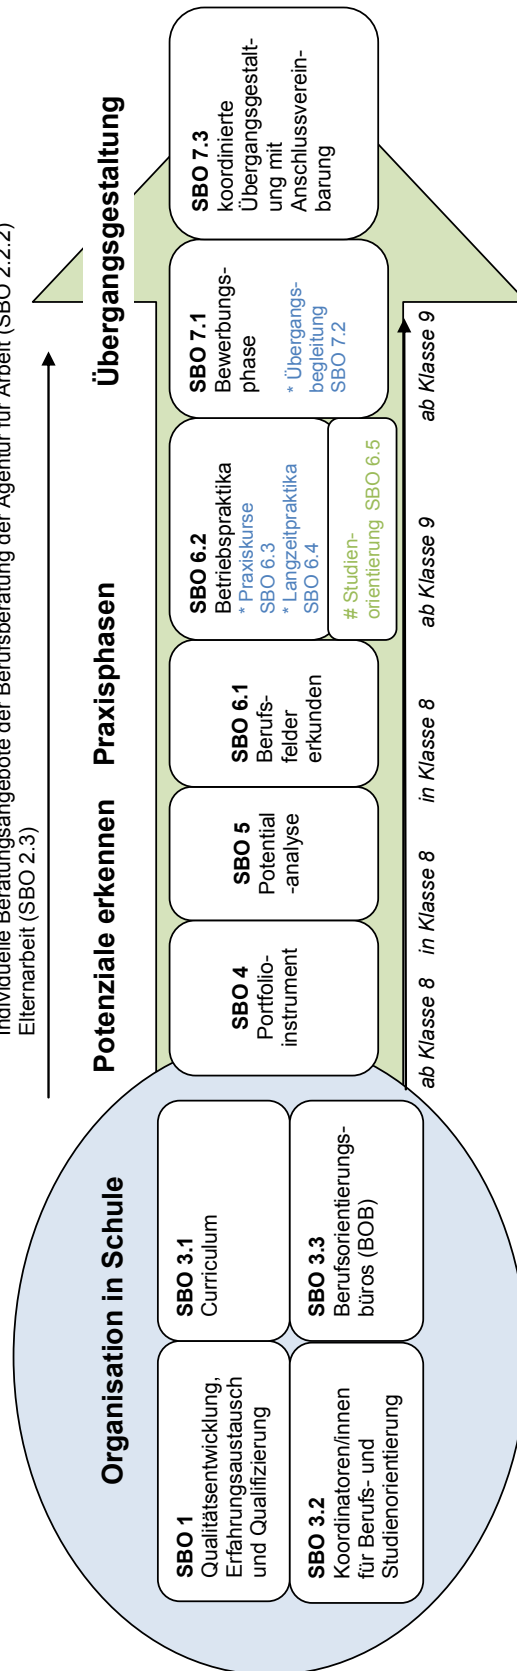 Individuelle Beratungsangebote der Berufsberatung der Agentur für Arbeit (SBO 2.2.2)
Elternarbeit (SBO 2.3)
Organisation in Schule
Potenziale erkennen
Praxisphasen
Übergangsgestaltung
SBO 1
Qualitätsentwicklung,
Erfahrungsaustausch
und Qualifizierung
SBO 3.1
Curriculum
SBO 3.2
Koordinatoren/innen
für Berufs- und
Studienorientierung
SBO 3.3
Berufsorientierungs-
büros (BOB)
SBO 4
Portfolio-
instrument
SBO 5
Potential
-analyse
SBO 6.1
Berufs-
felder
erkunden
SBO 6.2
Betriebspraktika
* Praxiskurse
SBO 6.3
* Langzeitpraktika
SBO 6.4
# Studien-
orientierung SBO 6.5
SBO 7.1
Bewerbungs-
phase
* Übergangs-
begleitung
SBO 7.2
SBO 7.3
koordinierte
Übergangsgestalt-
ung mit
Anschlussverein-
barung
ab Klasse 8
in Klasse 8
in Klasse 8
ab Klasse 9
ab Klasse 9